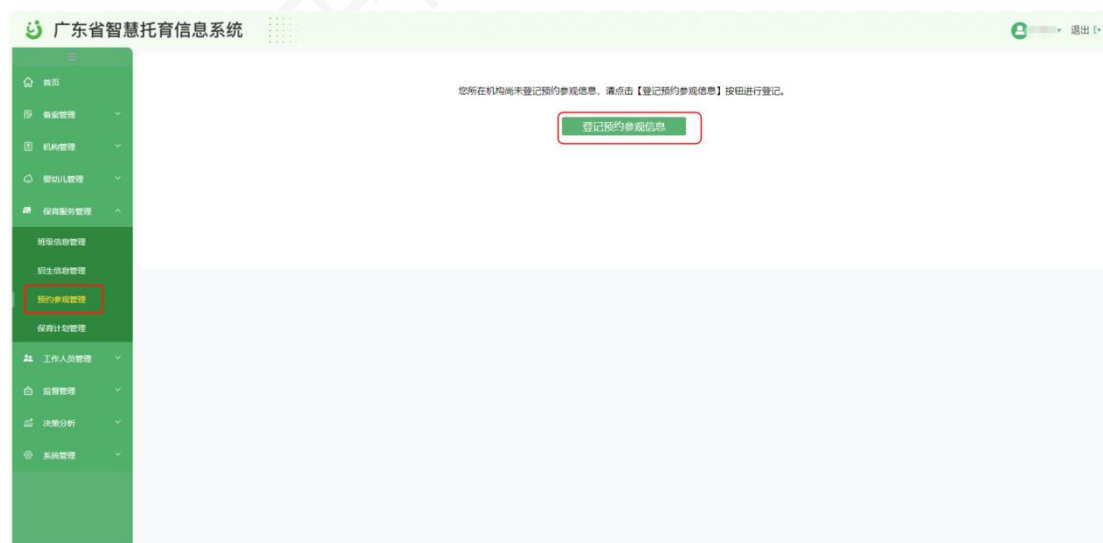 广东省智慧托育信息系统
退出
首页
备案管理
机构管理
婴幼儿管理
保育服务管理
班级信息管理
招生信息管理
预约参观管理
保育计划管理
工作人员管理
监督管理
决策分析
系统管理
您所在机构尚未登记预约参观信息，请点击【登记预约参观信息】按钮进行登记。
登记预约参观信息